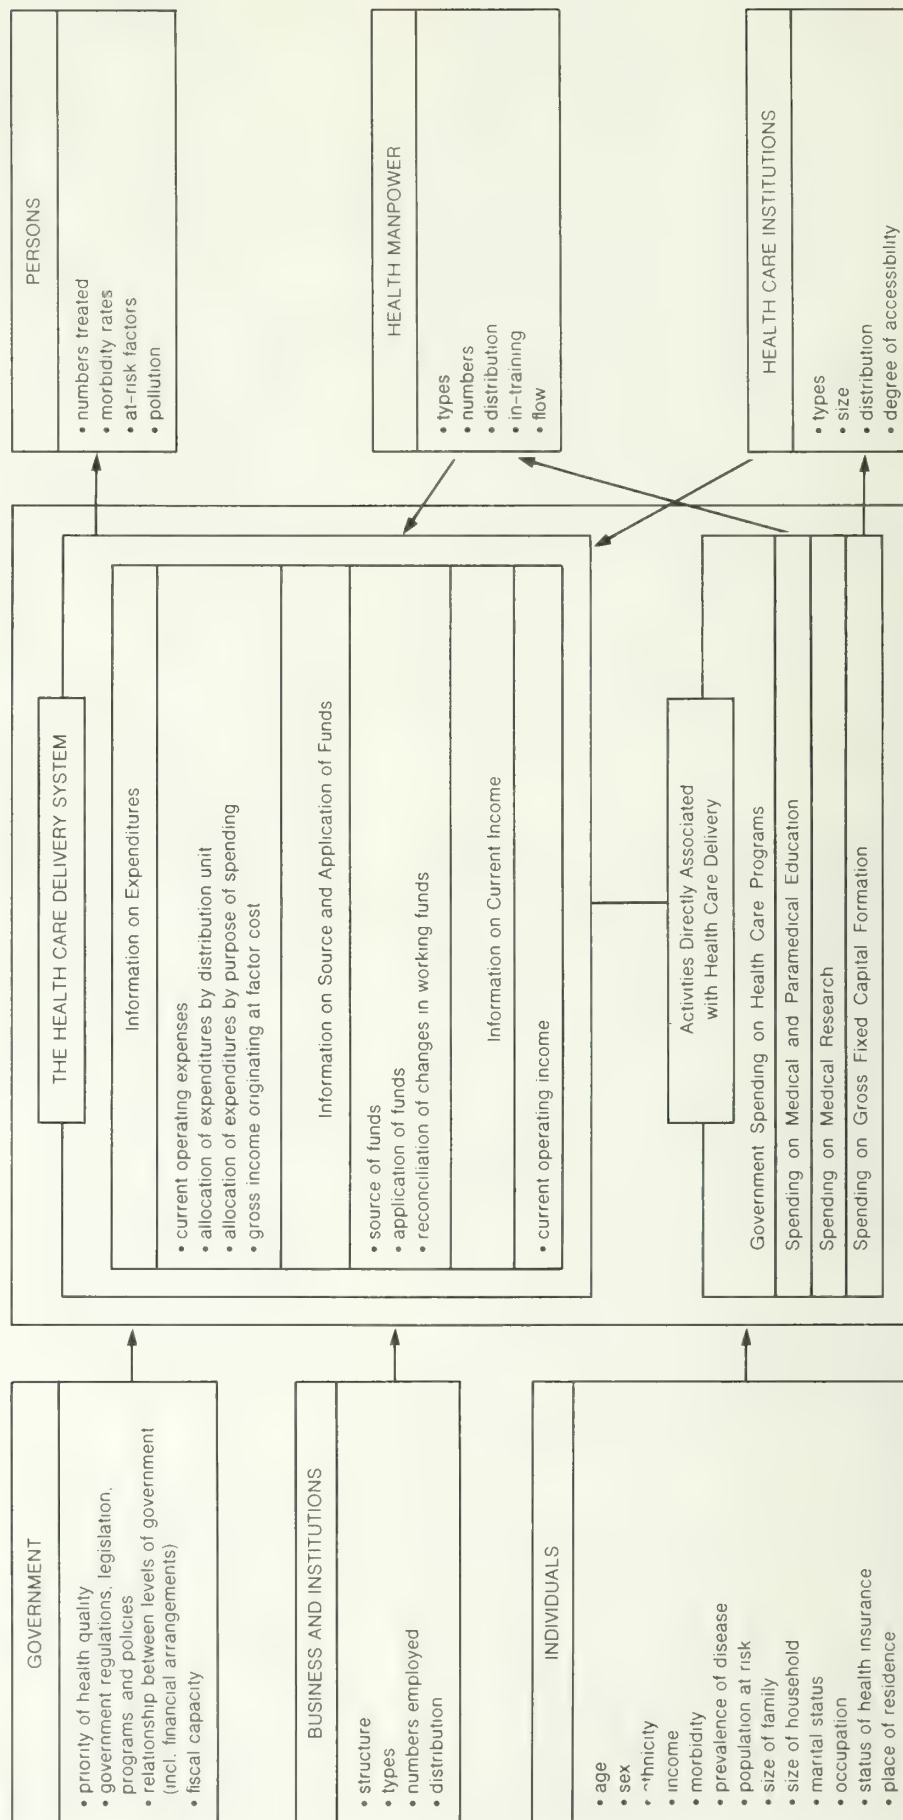 GOVERNMENT
• priority of health quality
• government regulations, legislation,
programs and policies
• relationship between levels of government
(incl. financial arrangements)
• fiscal capacity
BUSINESS AND INSTITUTIONS
• structure
• types
• numbers employed
• distribution
INDIVIDUALS
• age
• sex
• ethnicity
• income
• morbidity
• prevalence of disease
• population at risk
• size of family
• size of household
• marital status
• occupation
• status of health insurance
• place of residence
THE HEALTH CARE DELIVERY SYSTEM
Information on Expenditures
• current operating expenses
• allocation of expenditures by distribution unit
• allocation of expenditures by purpose of spending
• gross income originating at factor cost
Information on Source and Application of Funds
• source of funds
• application of funds
• reconciliation of changes in working funds
Information on Current Income
• current operating income
Activities Directly Associated
with Health Care Delivery
Government Spending on Health Care Programs
Spending on Medical and Paramedical Education
Spending on Medical Research
Spending on Gross Fixed Capital Formation
PERSONS
• numbers treated
• morbidity rates
• at-risk factors
• pollution
HEALTH MANPOWER
• types
• numbers
• distribution
• in-training
• flow
HEALTH CARE INSTITUTIONS
• types
• size
• distribution
• degree of accessibility